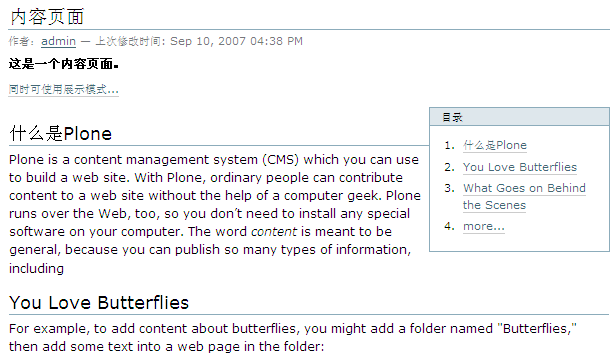 内容页面
作者: admin — 上次修改时间: Sep 10, 2007 04:38 PM
这是一个内容页面。
同时可使用展示模式...
什么是Plone
Plone is a content management system (CMS) which you can use
to build a web site. With Plone, ordinary people can contribute
content to a web site without the help of a computer geek. Plone
runs over the Web, too, so you don’t need to install any special
software on your computer. The word content is meant to be
general, because you can publish so many types of information,
including
目录
1. 什么是Plone
2. You Love Butterflies
3. What Goes on Behind
the Scenes
4. more...
You Love Butterflies
For example, to add content about butterflies, you might add a folder named "Butterflies,"
then add some text into a web page in the folder: